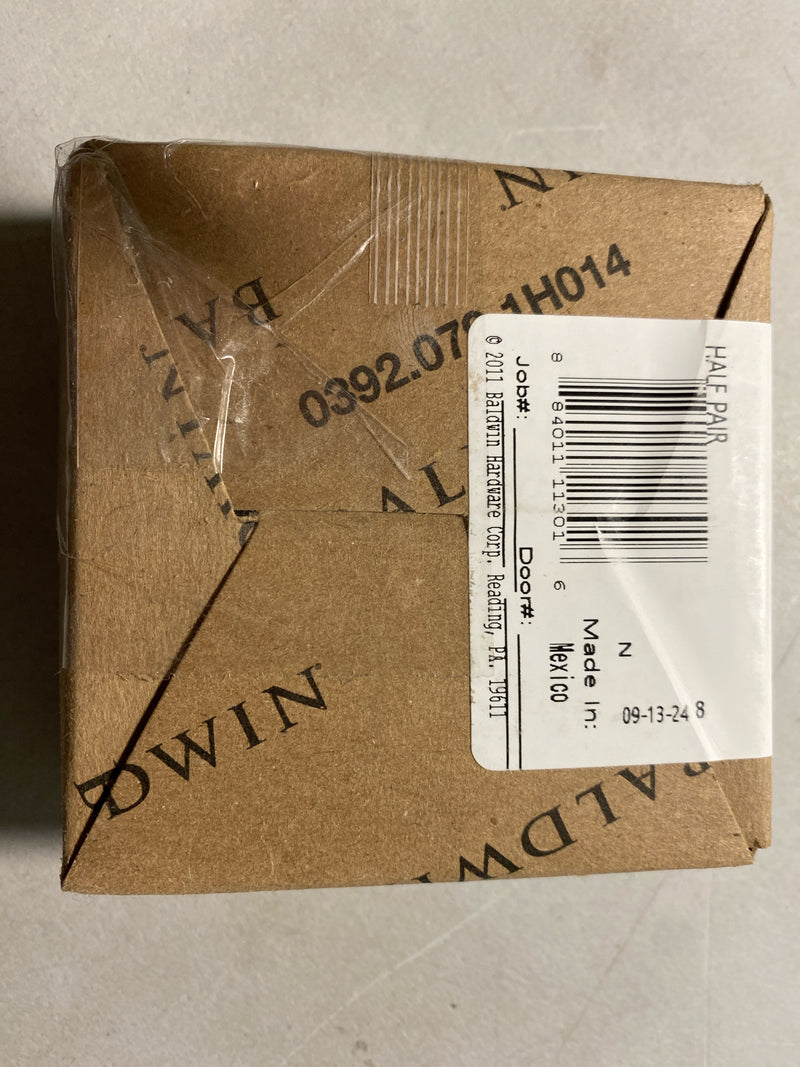 0392.070.1H014
HALF PAIR
8 84011 11301 6
N
09-13-24 8
Made In:
Mexico
Job#: Door#:
© 2011 Baldwin Hardware Corp. Reading, PA. 19611